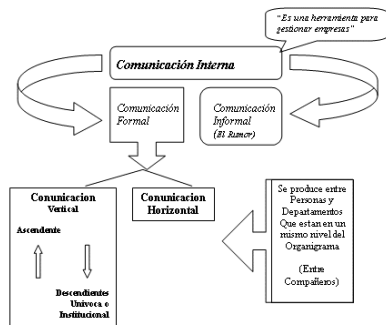 "Es una herramienta para
gestionar empresas"
Comunicación Interna
Comunicación
Formal
Comunicación
Informal
(El Rumor)
Conunicacion
Vertical
Ascendente
Descendientes
Univoca o
Institucional
Conunicacion
Horizontal
Se produce entre
Personas y
Departamentos
Que estan en un
mismo nivel del
Organigrama
(Entre
Compañeros)